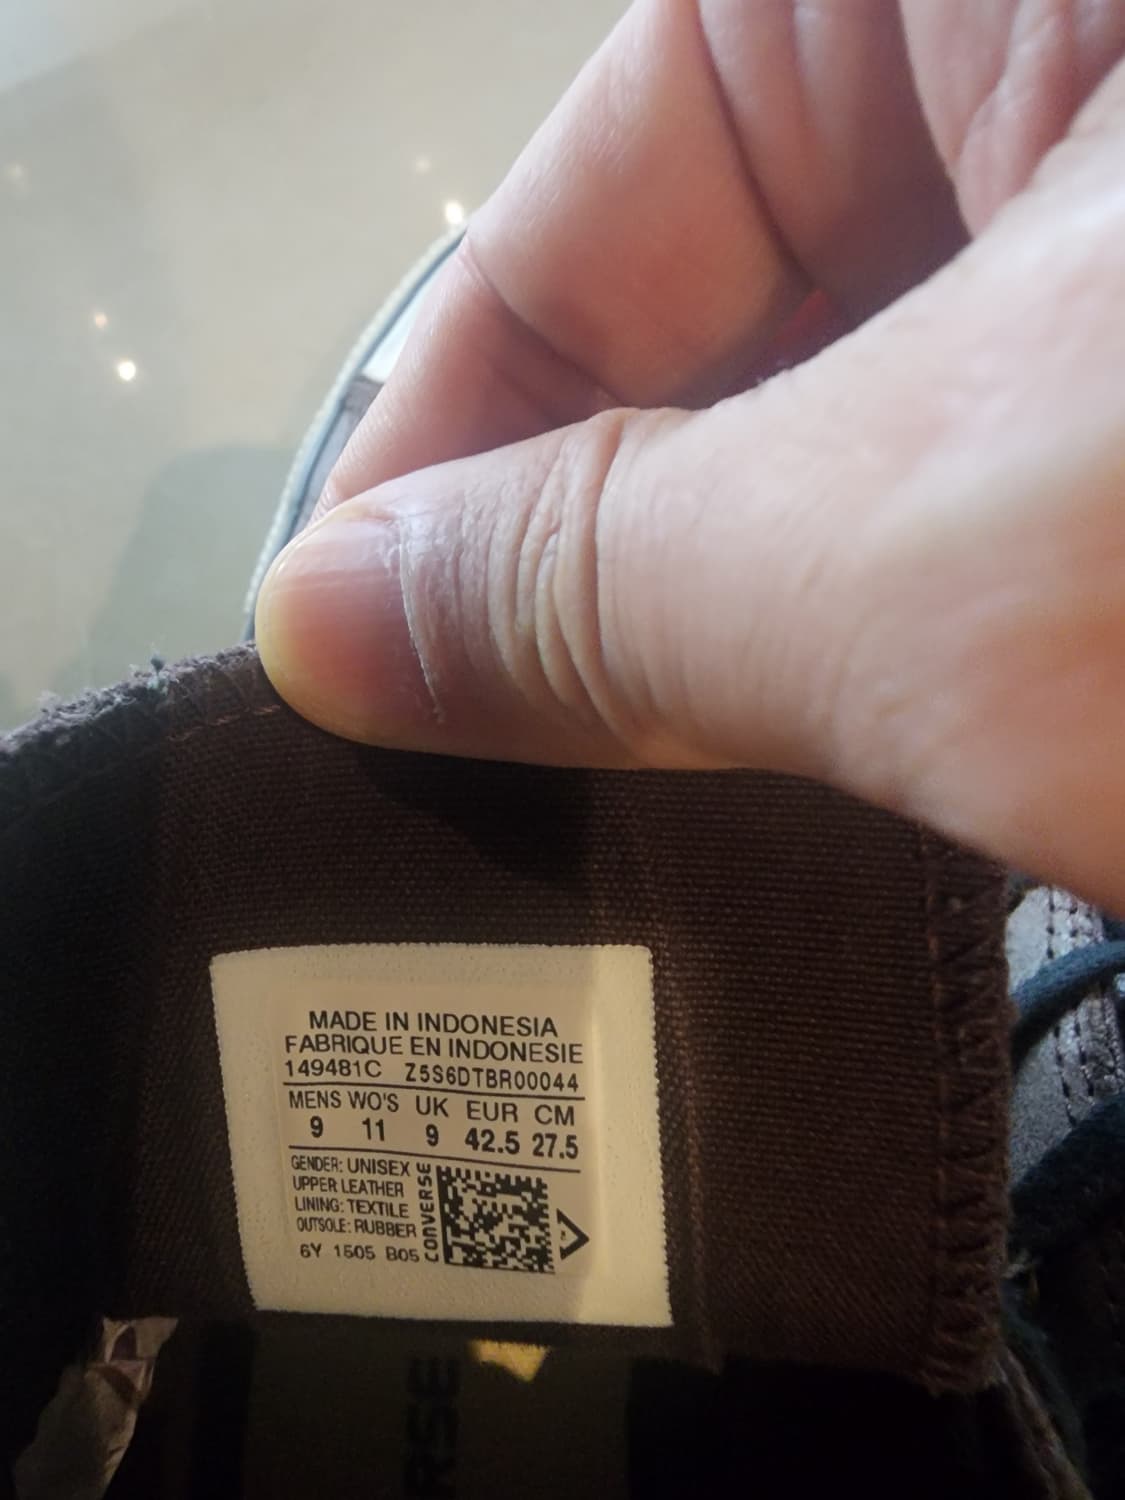 MADE IN INDONESIA
FABRIQUE EN INDONESIE
149481C Z5S6DTBR00044
MENS WO'S UK EUR CM
9 11 9 42.5 27.5
GENDER: UNISEX
UPPER LEATHER
LINING: TEXTILE
OUTSOLE: RUBBER
6Y 1505 B05
CONVERSE
RSE